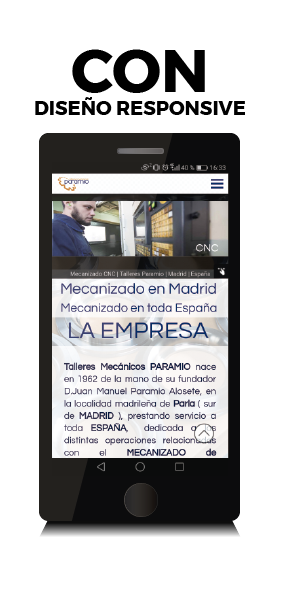 CON
DISEÑO RESPONSIVE
40 % 16:33
paramio
CNC
Mecanizado CNC | Talleres Paramio | Madrid | España
Mecanizado en Madrid
Mecanizado en toda España
LA EMPRESA
Talleres Mecánicos PARAMIO nace
en 1962 de la mano de su fundador
D.Juan Manuel Paramio Alosete, en
la localidad madrileña de Parla ( sur
de MADRID ), prestando servicio a
toda ESPAÑA, dedicada a las
distintas operaciones relacionadas
con el MECANIZADO de